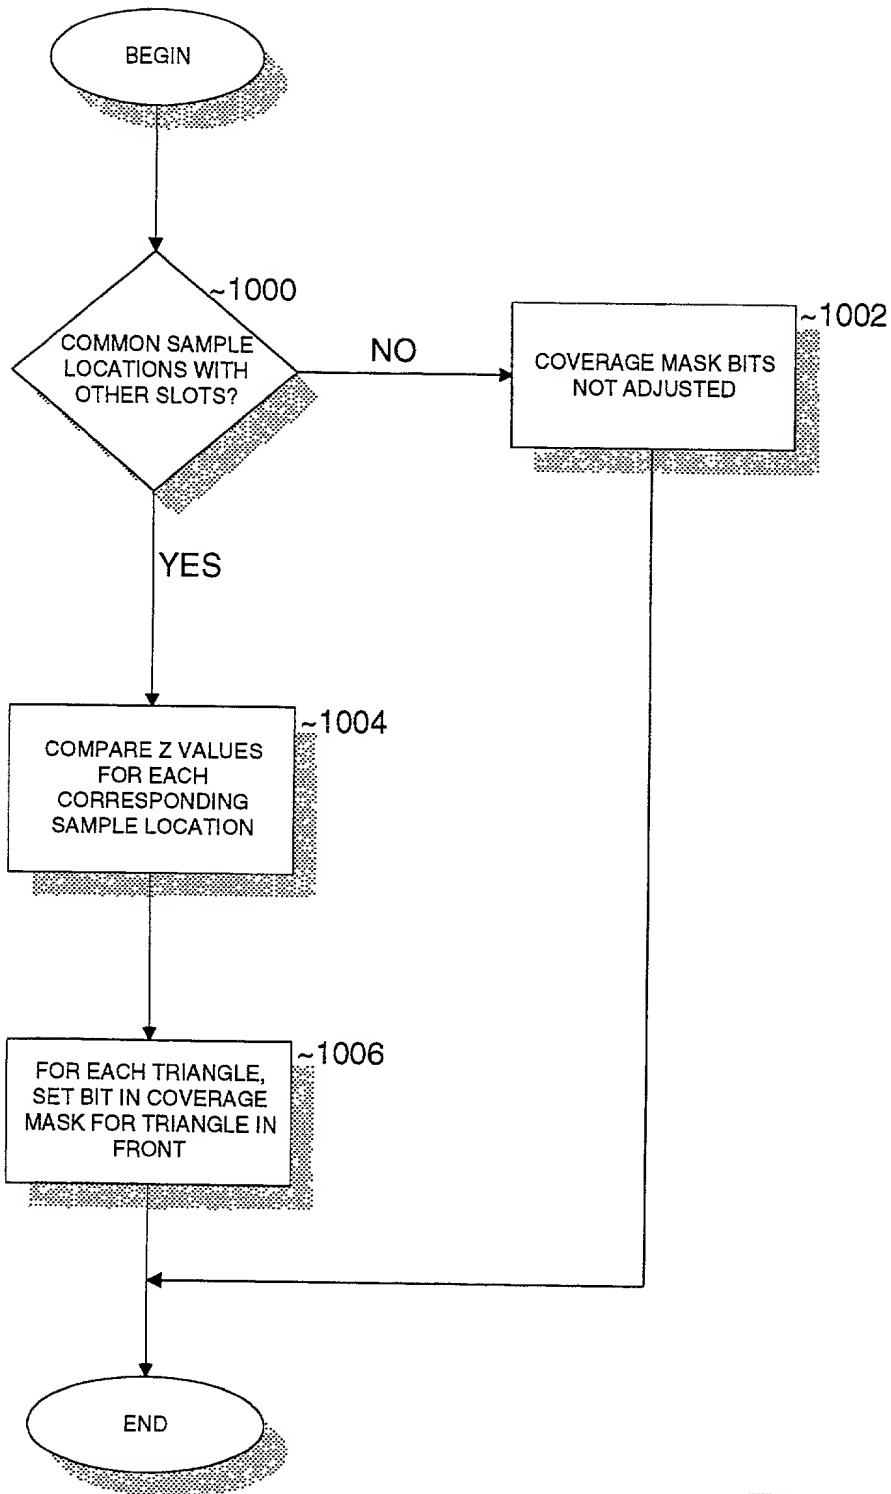 BEGIN
~1000
COMMON SAMPLE
LOCATIONS WITH
OTHER SLOTS?
NO
~1002
COVERAGE MASK BITS
NOT ADJUSTED
YES
~1004
COMPARE Z VALUES
FOR EACH
CORRESPONDING
SAMPLE LOCATION
~1006
FOR EACH TRIANGLE,
SET BIT IN COVERAGE
MASK FOR TRIANGLE IN
FRONT
END